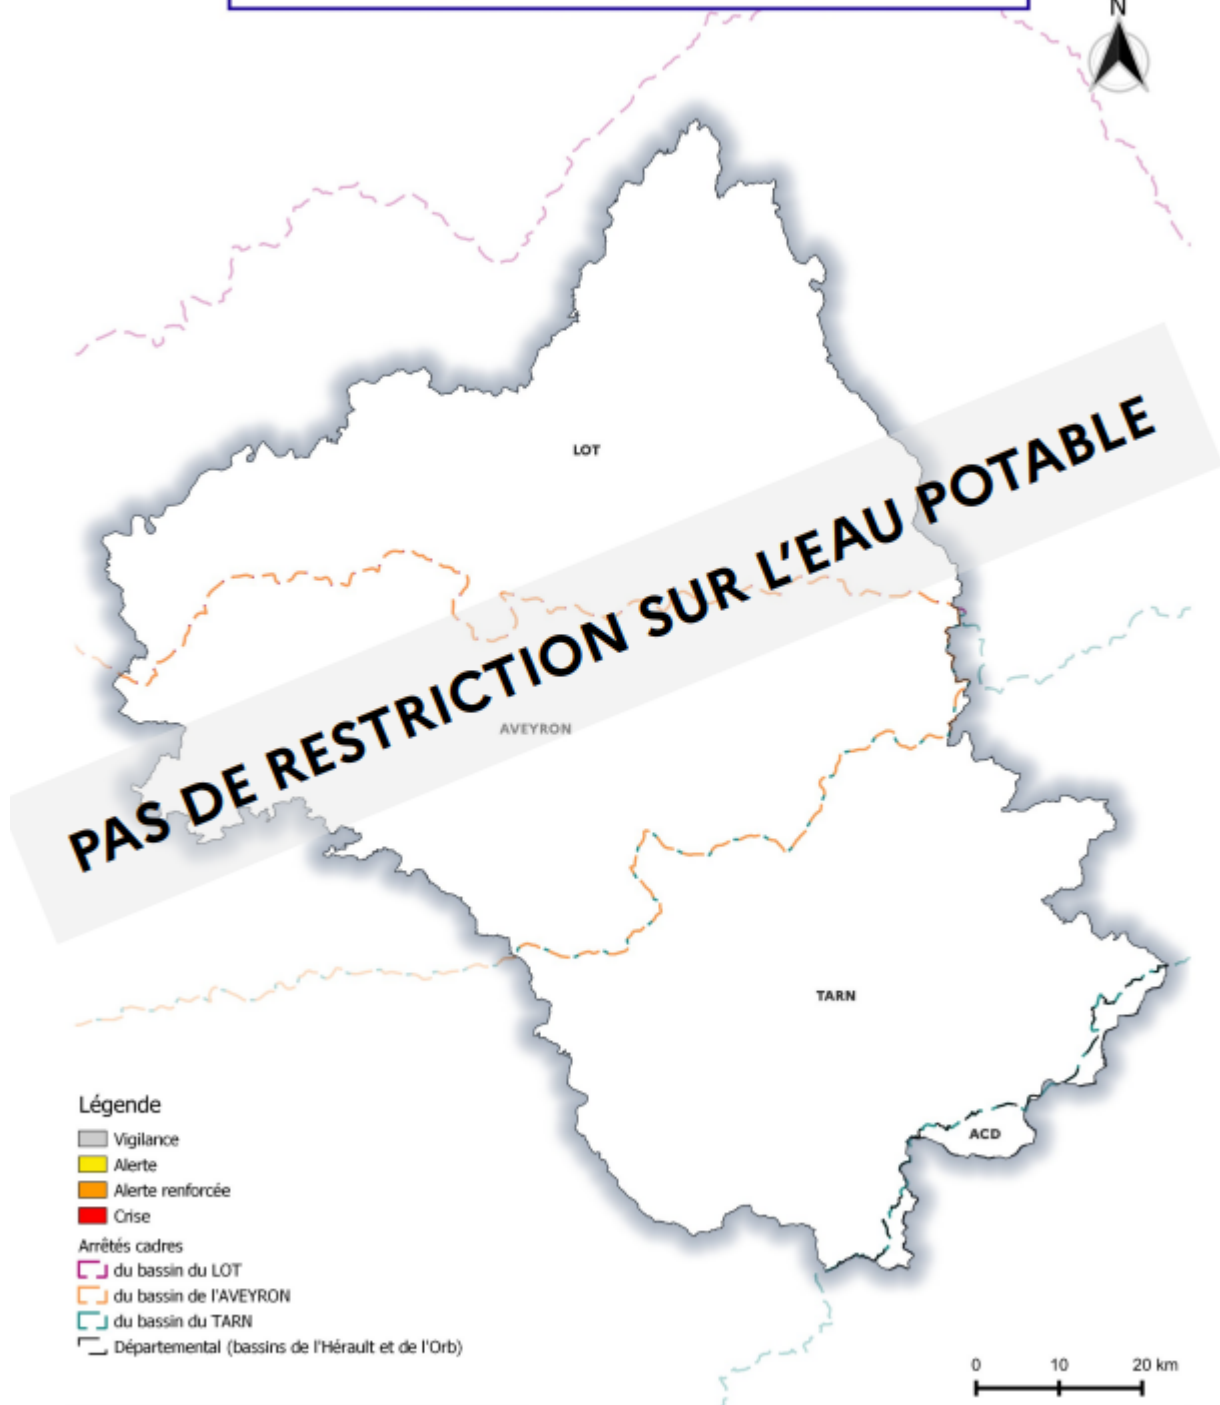 N
LOT
PAS DE RESTRICTION SUR L'EAU POTABLE
AVEYRON
TARN
ACD
Légende
Vigilance
Alerte
Alerte renforcée
Crise
Arrêtés cadres
du bassin du LOT
du bassin de l'AVEYRON
du bassin du TARN
Départemental (bassins de l'Hérault et de l'Orb)
0 10 20 km